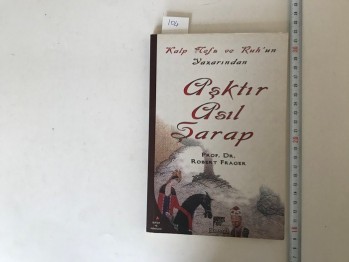 Kalp Nefs ve Ruh'un
Yazarından
Aşktır
Asıl
Şarap
PROF. DR.
ROBERT FRAGER